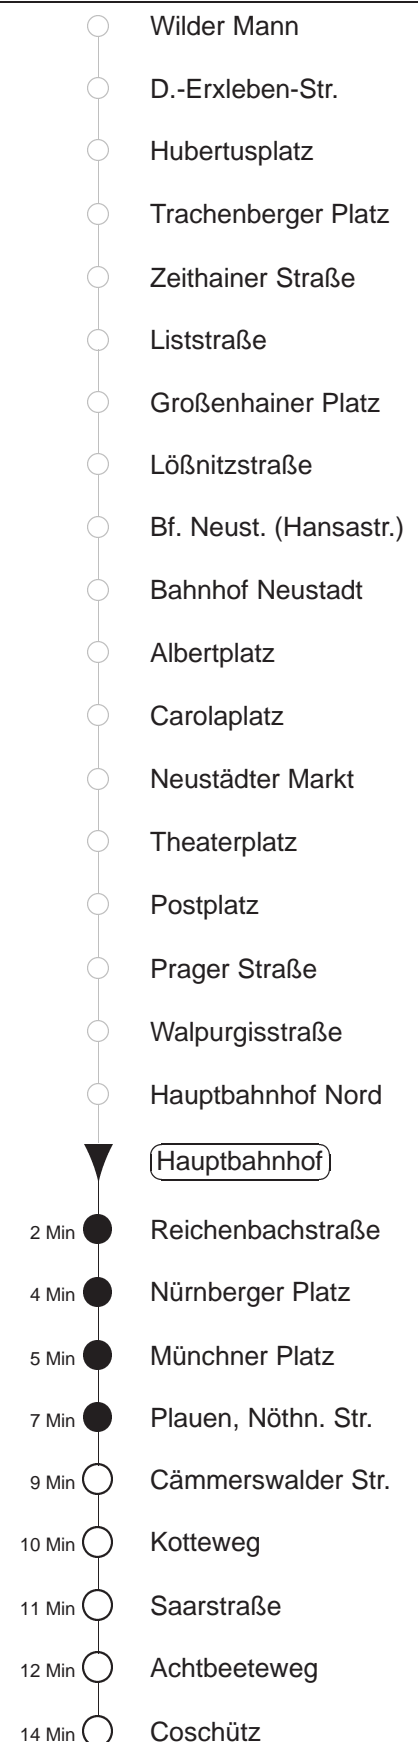 Wilder Mann
D.-Erxleben-Str.
Hubertusplatz
Trachenberger Platz
Zeithainer Straße
Liststraße
Großenhainer Platz
Lößnitzstraße
Bf. Neust. (Hansastr.)
Bahnhof Neustadt
Albertplatz
Carolaplatz
Neustädter Markt
Theaterplatz
Postplatz
Prager Straße
Walpurgisstraße
Hauptbahnhof Nord
Hauptbahnhof
2 Min Reichenbachstraße
4 Min Nürnberger Platz
5 Min Münchner Platz
7 Min Plauen, Nöthn. Str.
9 Min Cämmerswalder Str.
10 Min Kotteweg
11 Min Saarstraße
12 Min Achtbeeteweg
14 Min Coschütz